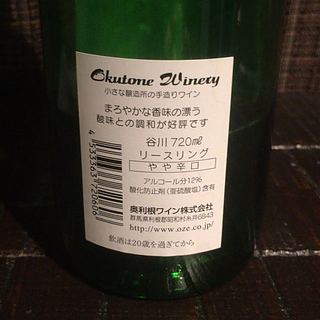 Okutone Winery
小さな醸造所の手造りワイン
まろやかな香味の漂う
酸味との調和が好評です
谷川 720㎖
リースリング
やや辛口
アルコール分12%
酸化防止剤(亜硫酸塩)含有
奥利根ワイン株式会社
群馬県利根郡昭和村糸井6843
http://www.oze.co.jp/
飲酒は20歳を過ぎてから
4 533363 720606